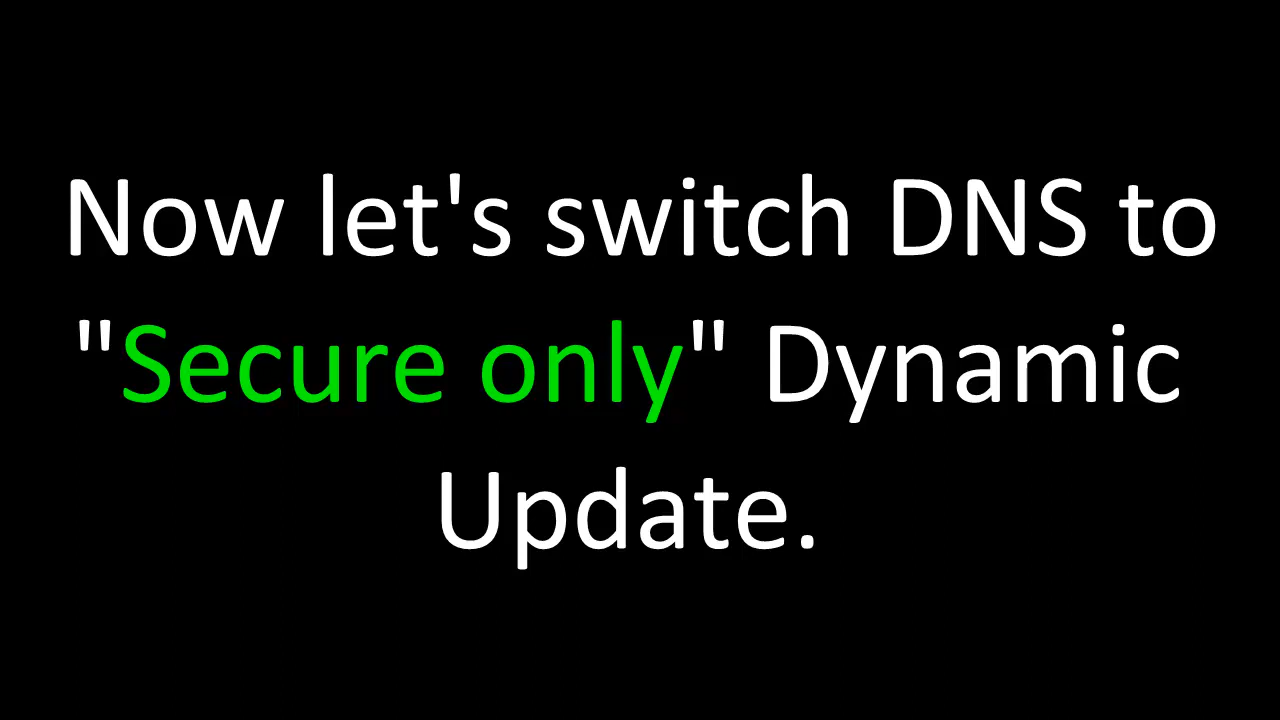 Now let's switch DNS to
"Secure only" Dynamic
Update.